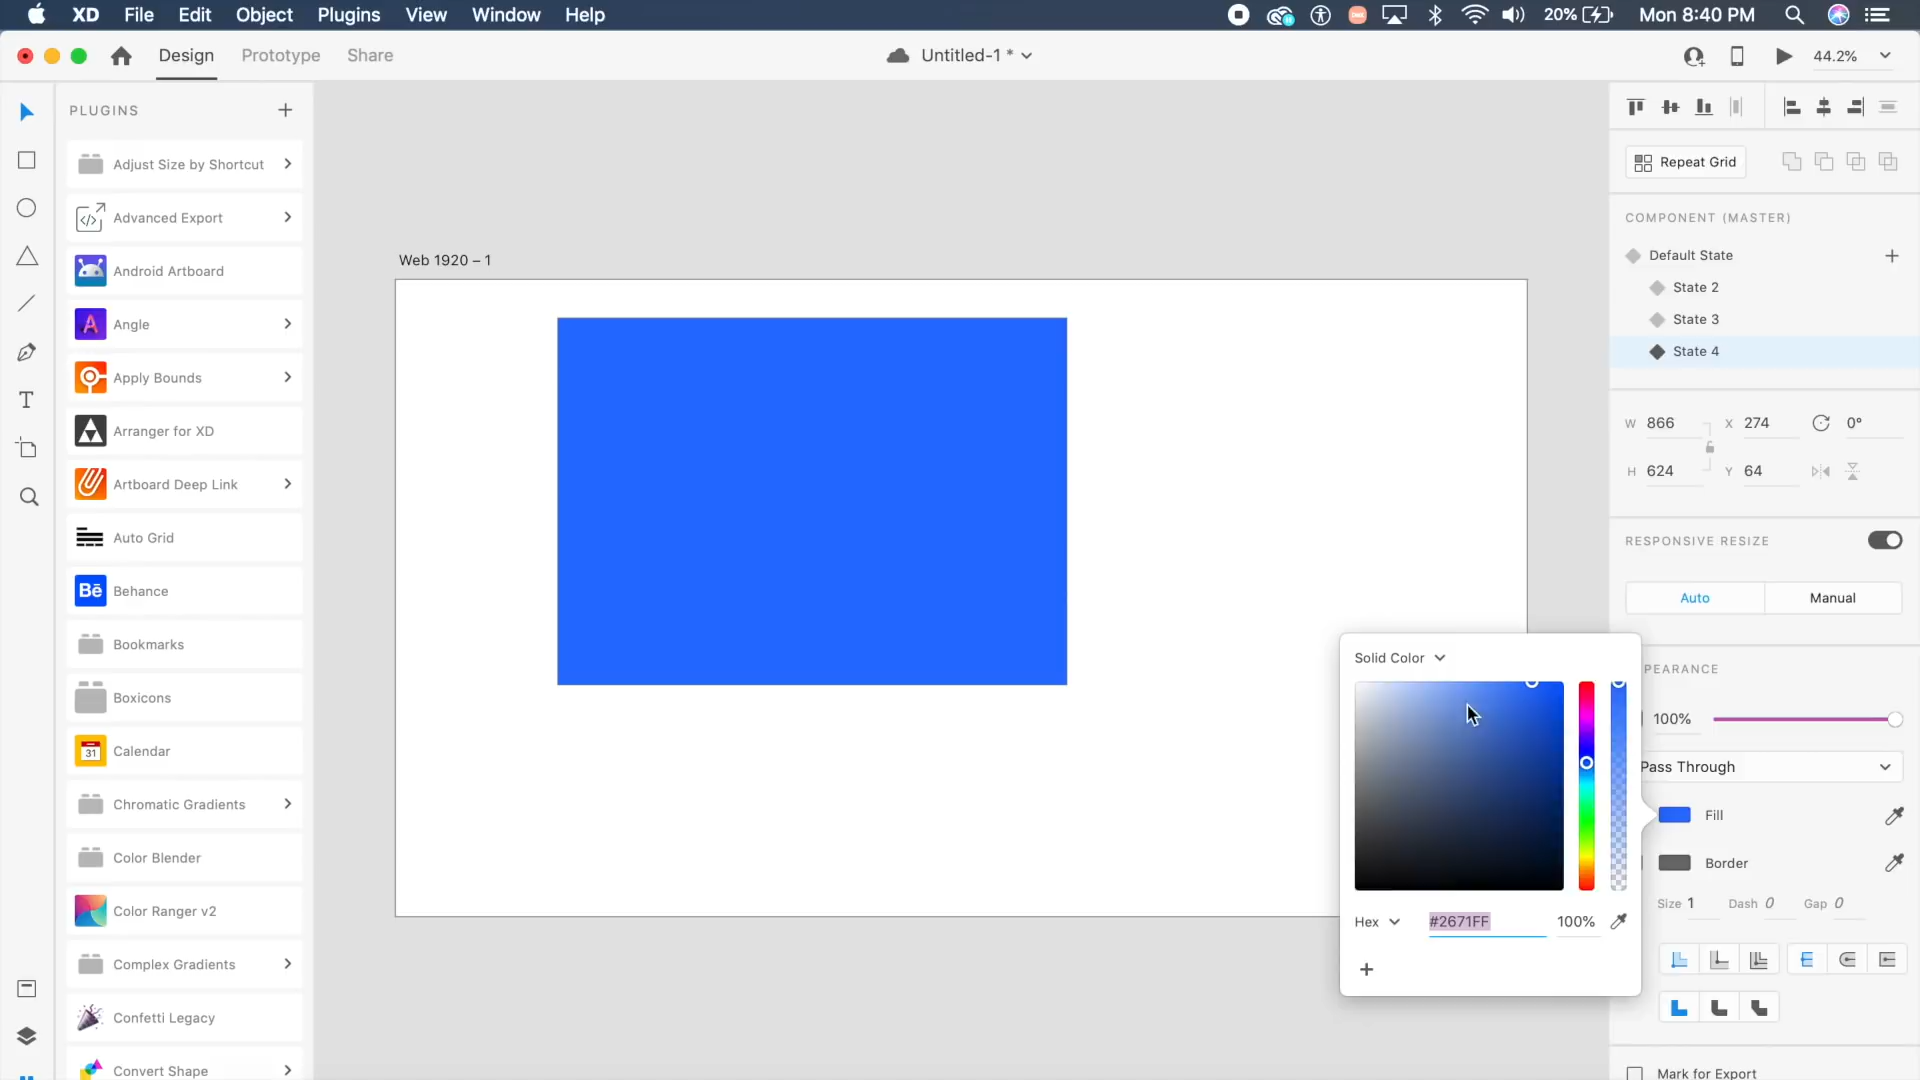 XD File Edit Object Plugins View Window Help 20% Mon 8:40 PM
Design Prototype Share Untitled-1 * 44.2%
PLUGINS
Adjust Size by Shortcut
Advanced Export
Android Artboard
Angle
Apply Bounds
Arranger for XD
Artboard Deep Link
Auto Grid
Bē Behance
Bookmarks
Boxicons
31 Calendar
Chromatic Gradients
Color Blender
Color Ranger v2
Complex Gradients
Confetti Legacy
Convert Shape
Web 1920 – 1
Repeat Grid
COMPONENT (MASTER)
Default State
State 2
State 3
State 4
W 866 X 274 0°
H 624 Y 64
RESPONSIVE RESIZE
Auto Manual
PEARANCE
100%
Pass Through
Fill
Border
Size 1 Dash 0 Gap 0
Mark for Export
Solid Color
Hex #2671FF 100%